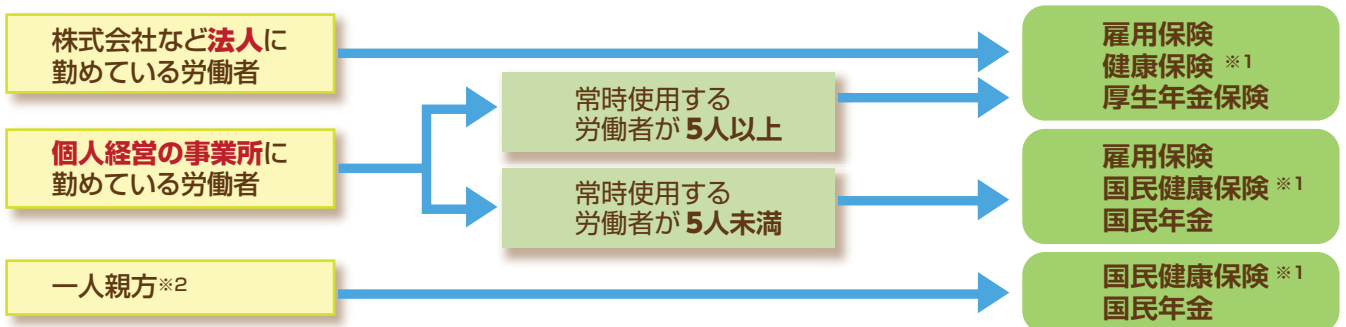 株式会社など法人に
勤めている労働者
雇用保険
健康保険 ※1
厚生年金保険
常時使用する
労働者が 5人以上
個人経営の事業所に
勤めている労働者
常時使用する
労働者が 5人未満
雇用保険
国民健康保険 ※1
国民年金
一人親方※2
国民健康保険 ※1
国民年金